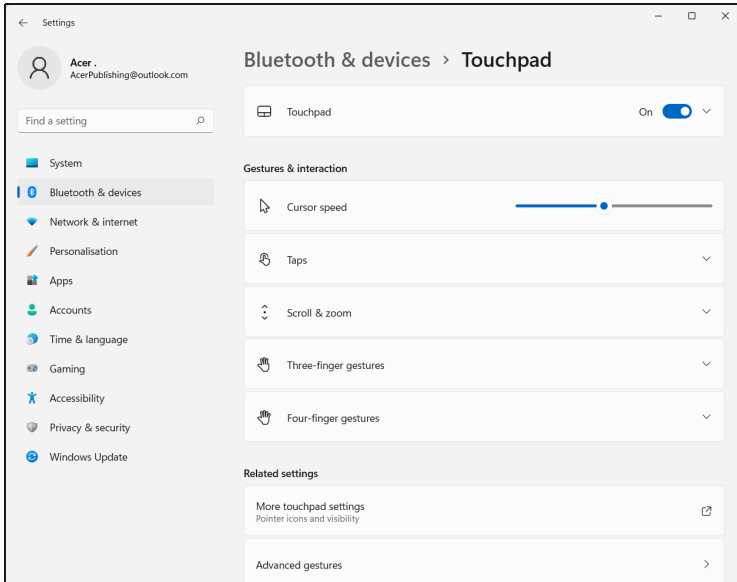 Settings
Acer .
AcerPublishing@outlook.com
Find a setting
System
Bluetooth & devices
Network & internet
Personalisation
Apps
Accounts
Time & language
Gaming
Accessibility
Privacy & security
Windows Update
Bluetooth & devices › Touchpad
Touchpad On
Gestures & interaction
Cursor speed
Taps
Scroll & zoom
Three-finger gestures
Four-finger gestures
Related settings
More touchpad settings
Pointer icons and visibility
Advanced gestures